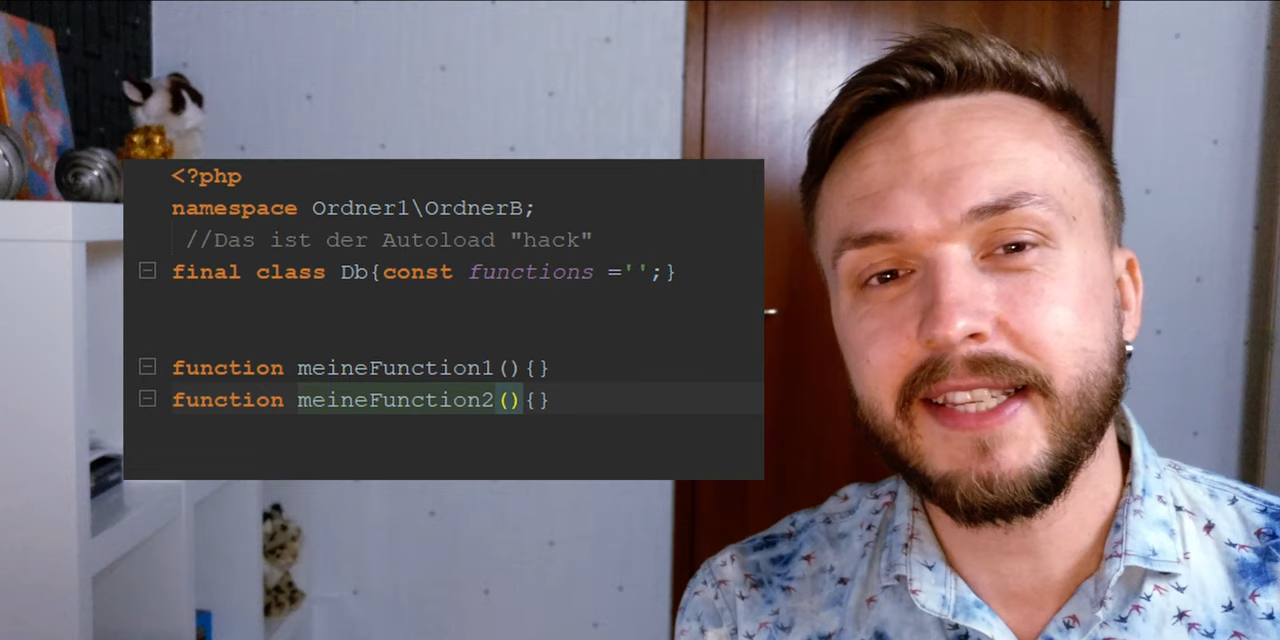 <?php
namespace Ordner1\OrdnerB;
//Das ist der Autoload "hack"
final class Db{const functions ='';}
function meineFunction1(){}
function meineFunction2(){}